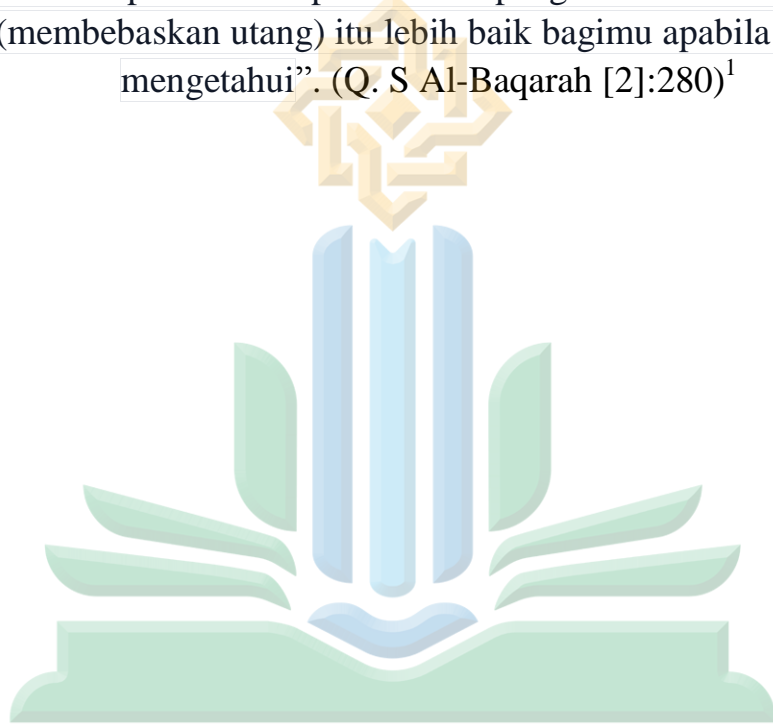 (membebaskan utang) itu lebih baik bagimu apabila
mengetahui”. (Q. S Al-Baqarah [2]:280)1